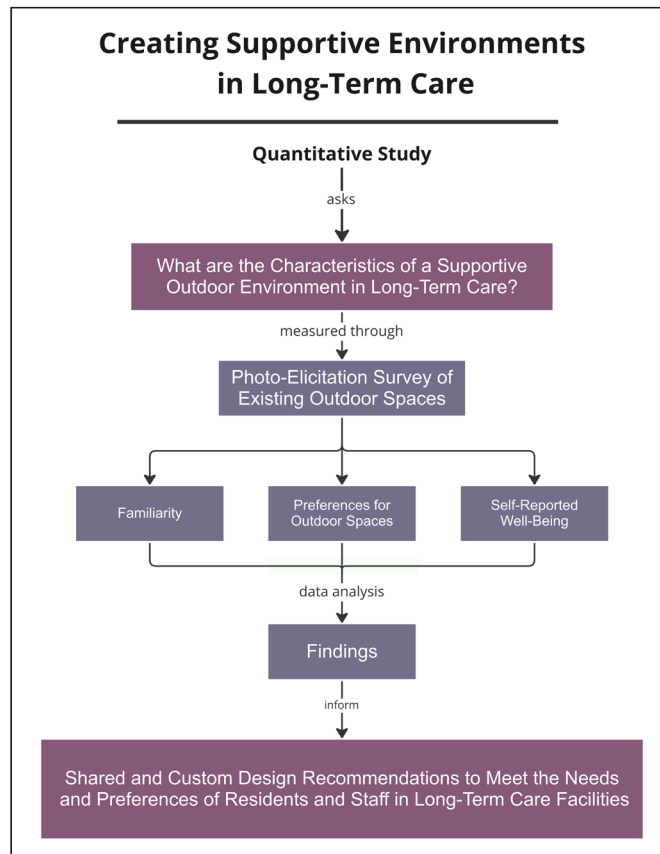 Creating Supportive Environments
in Long-Term Care
Quantitative Study
asks
What are the Characteristics of a Supportive
Outdoor Environment in Long-Term Care?
measured through
Photo-Elicitation Survey of
Existing Outdoor Spaces
Familiarity
Preferences for
Outdoor Spaces
Self-Reported
Well-Being
data analysis
Findings
inform
Shared and Custom Design Recommendations to Meet the Needs
and Preferences of Residents and Staff in Long-Term Care Facilities